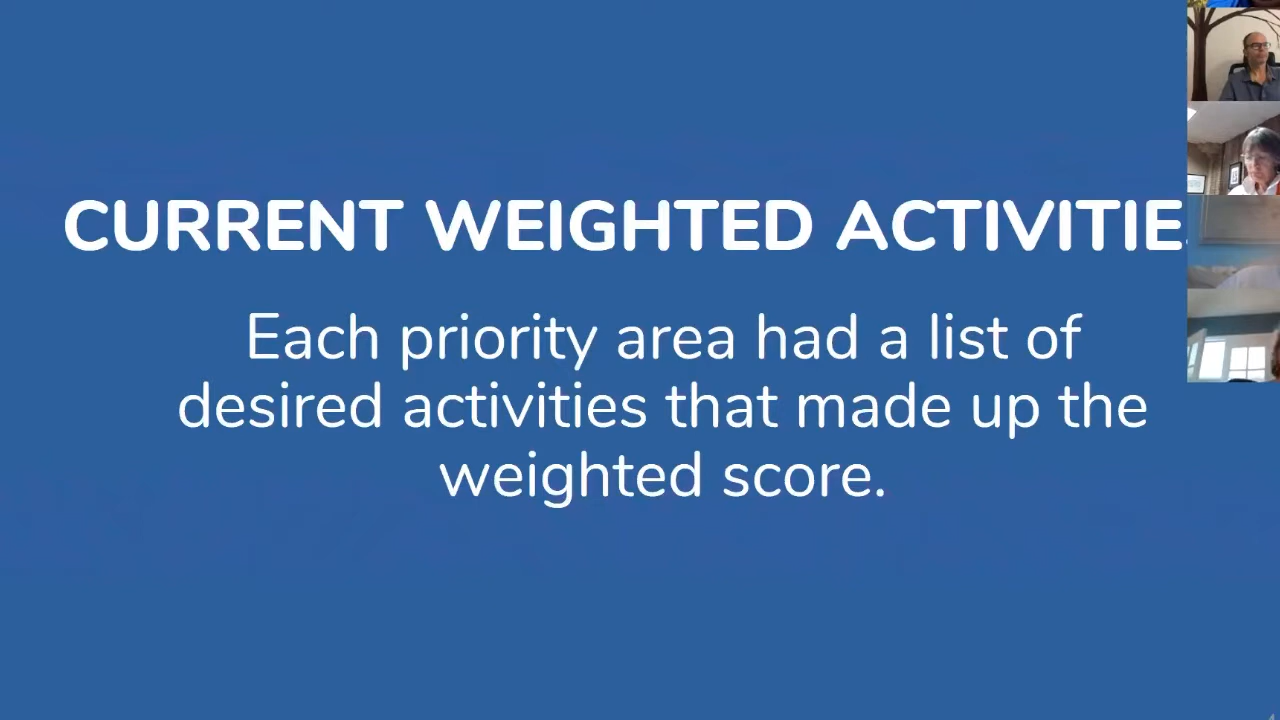 CURRENT WEIGHTED ACTIVITIE
Each priority area had a list of
desired activities that made up the
weighted score.